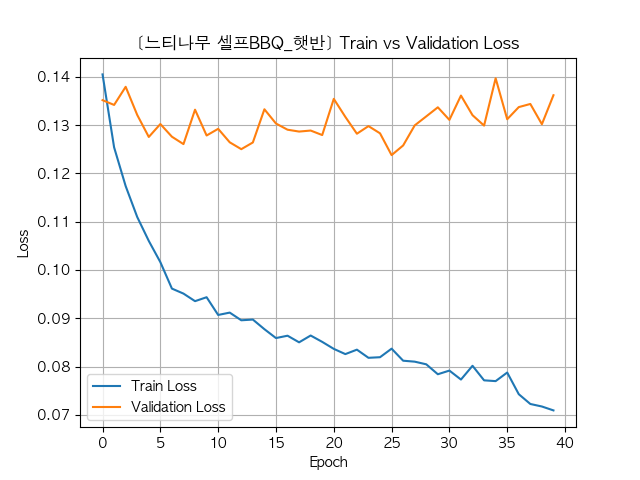 [느티나무 셀프BBQ_햇반] Train vs Validation Loss
Loss
0.14
0.13
0.12
0.11
0.10
0.09
0.08
0.07
Train Loss
Validation Loss
0 5 10 15 20 25 30 35 40
Epoch